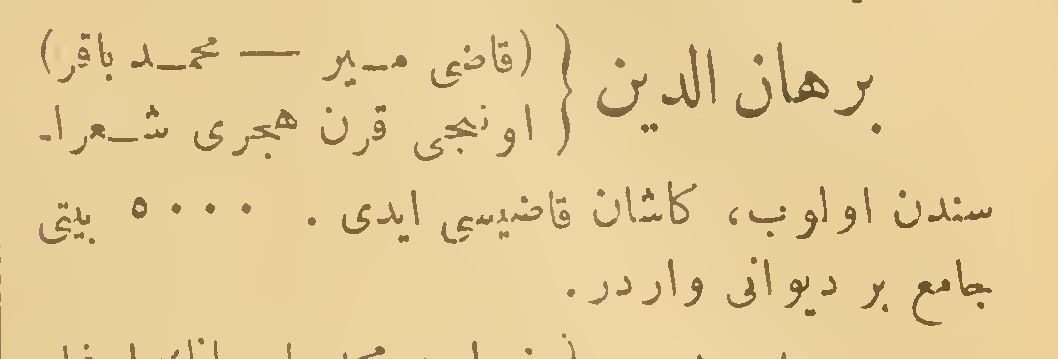 برهان الدین { (قاضی میر — محمد باقر)
اونجی قرن هجری شعرا-
سندن اولوب، کاشان قاضیسی ایدی. ٥٠٠٠ بیتی
جامع بر دیوانی واردر.